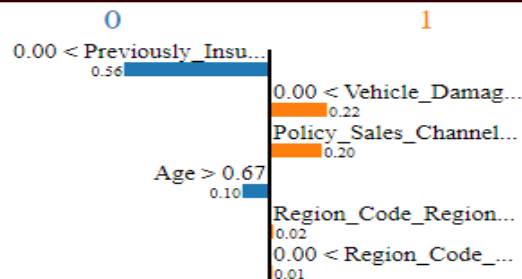 0 1
0.00 < Previously_Insu...
0.56
0.00 < Vehicle_Damag...
0.22
Policy_Sales_Channel...
0.20
Age > 0.67
0.10
Region_Code_Region...
0.02
0.00 < Region_Code_...
0.01